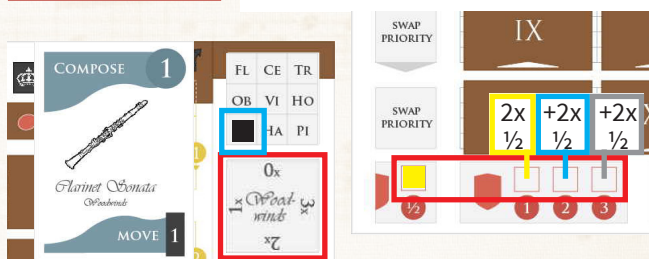 COMPOSE 1
Clarinet Sonata
Woodwinds
MOVE 1
FL CE TR
OB VI HO
HA PI
1
2
0x
1x Wood-winds 3x
2x
SWAP PRIORITY
IX
SWAP PRIORITY
2x ½
+2x ½
+2x ½
½
1 2 3